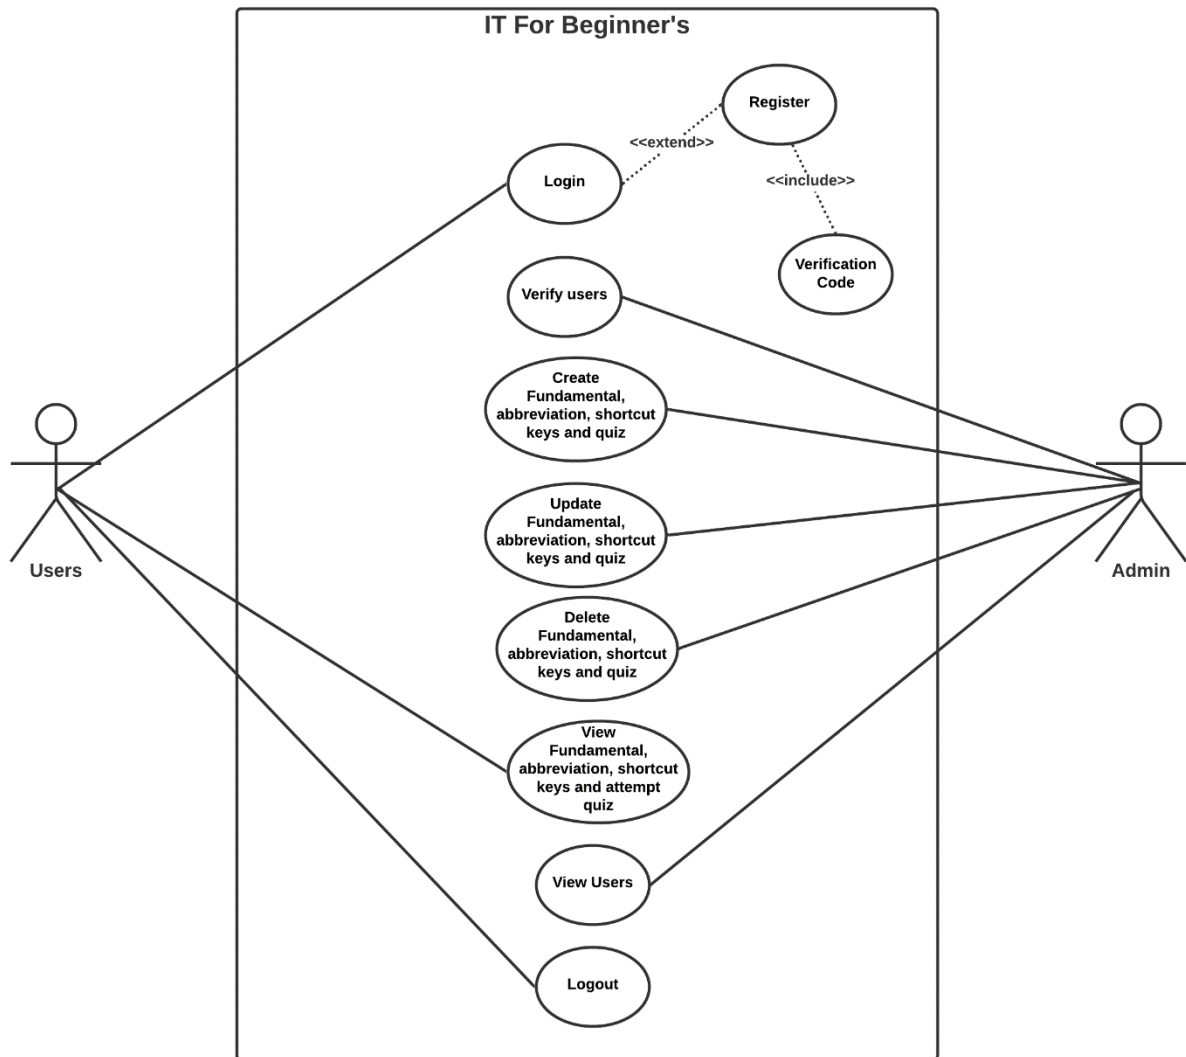 IT For Beginner's
Register
<<extend>>
Login
<<include>>
Verification
Code
Verify users
Create
Fundamental,
abbreviation, shortcut
keys and quiz
Update
Fundamental,
abbreviation, shortcut
keys and quiz
Users
Admin
Delete
Fundamental,
abbreviation, shortcut
keys and quiz
View
Fundamental,
abbreviation, shortcut
keys and attempt
quiz
View Users
Logout